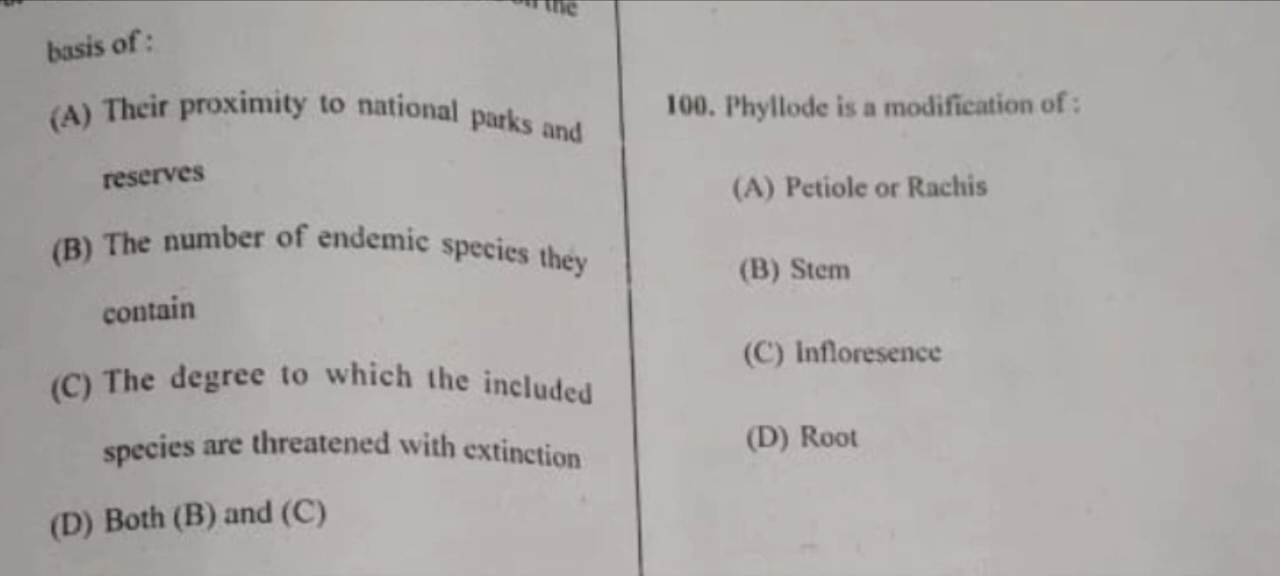 the
basis of :
(A) Their proximity to national parks and
reserves
(B) The number of endemic species they
contain
(C) The degree to which the included
species are threatened with extinction
(D) Both (B) and (C)
100. Phyllode is a modification of :
(A) Petiole or Rachis
(B) Stem
(C) Infloresence
(D) Root